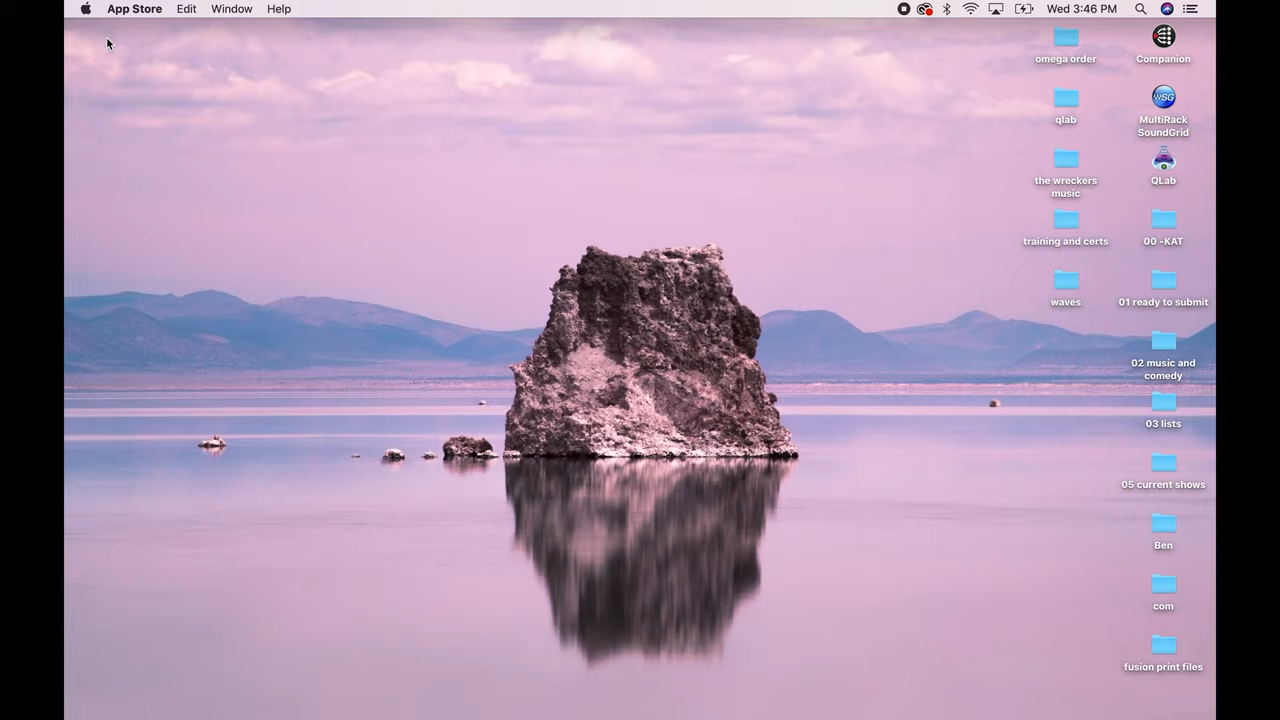 App Store Edit Window Help Wed 3:46 PM
omega order
Companion
qlab
WSG
MultiRack
SoundGrid
the wreckers
music
QLab
training and certs
00 -KAT
waves
01 ready to submit
02 music and
comedy
03 lists
05 current shows
Ben
com
fusion print files